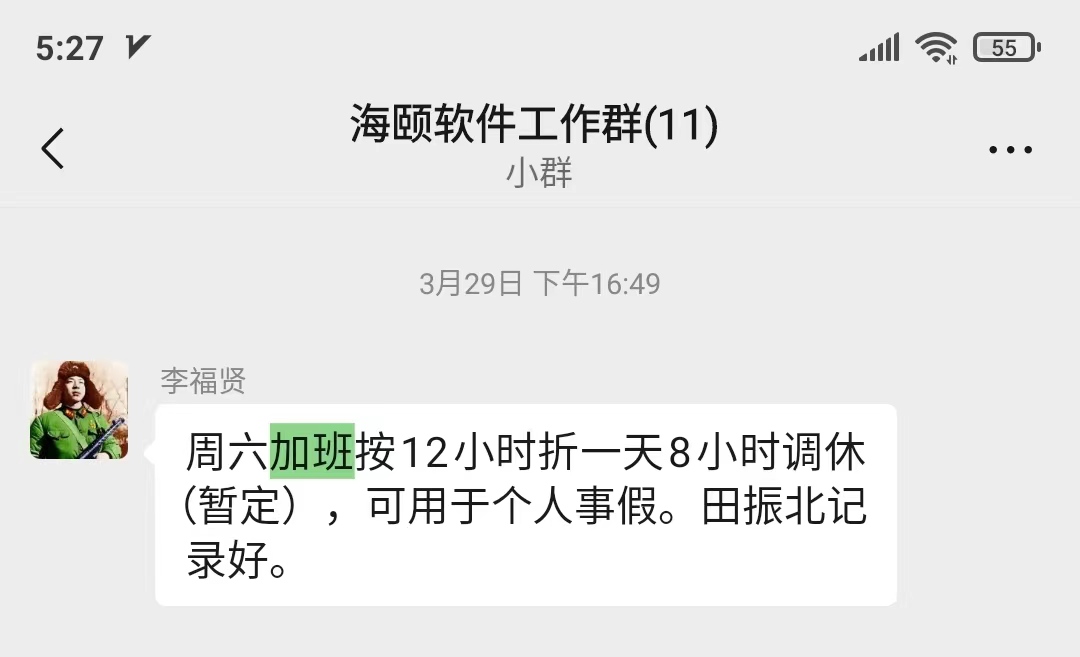 5:27
55
海颐软件工作群(11)
小群
3月29日 下午16:49
李福贤
周六加班按12小时折一天8小时调休
（暂定），可用于个人事假。田振北记
录好。